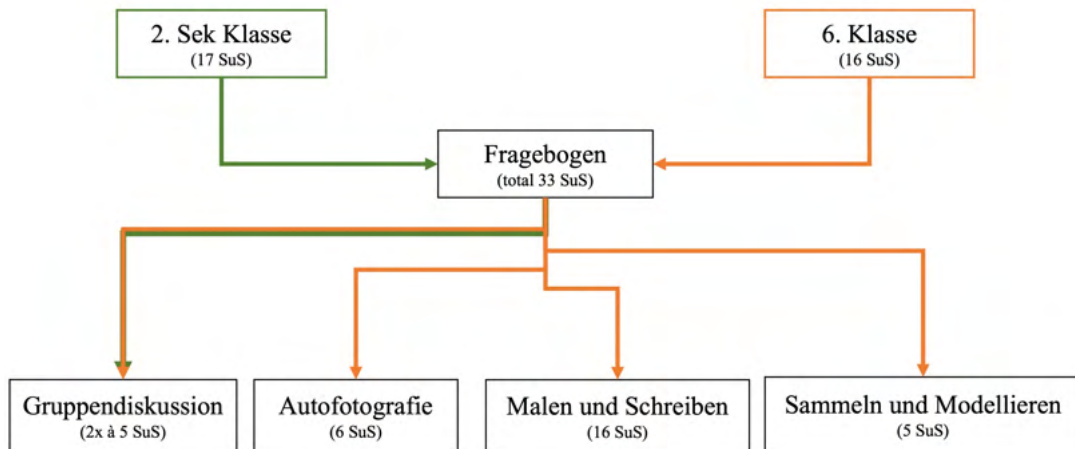 2. Sek Klasse
(17 SuS)
6. Klasse
(16 SuS)
Fragebogen
(total 33 SuS)
Gruppendiskussion
(2x à 5 SuS)
Autofotografie
(6 SuS)
Malen und Schreiben
(16 SuS)
Sammeln und Modellieren
(5 SuS)